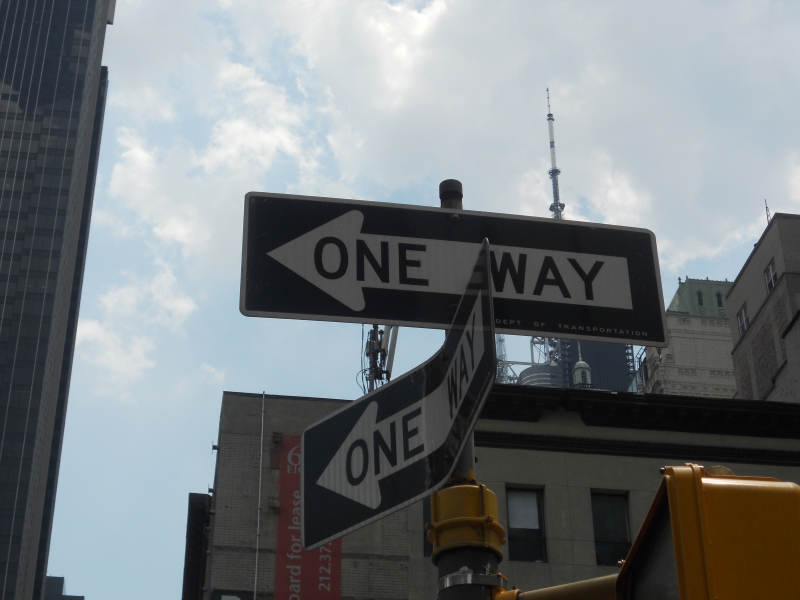 ONE WAY
DEPT OF TRANSPORTATION
ONE WAY
oard for lease
212.37